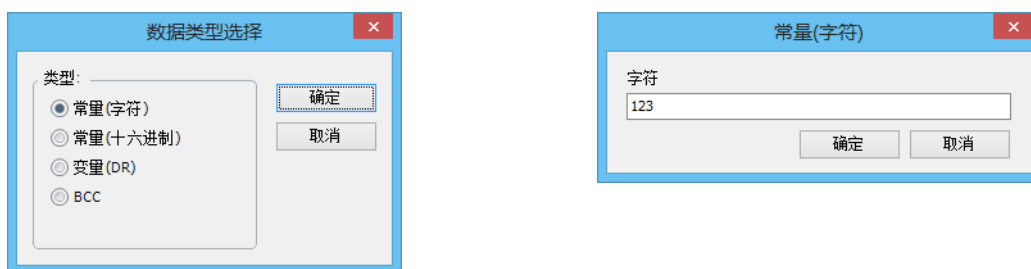 数据类型选择
类型:
常量(字符)
常量(十六进制)
变量(DR)
BCC
确定
取消
常量(字符)
字符
123
确定
取消